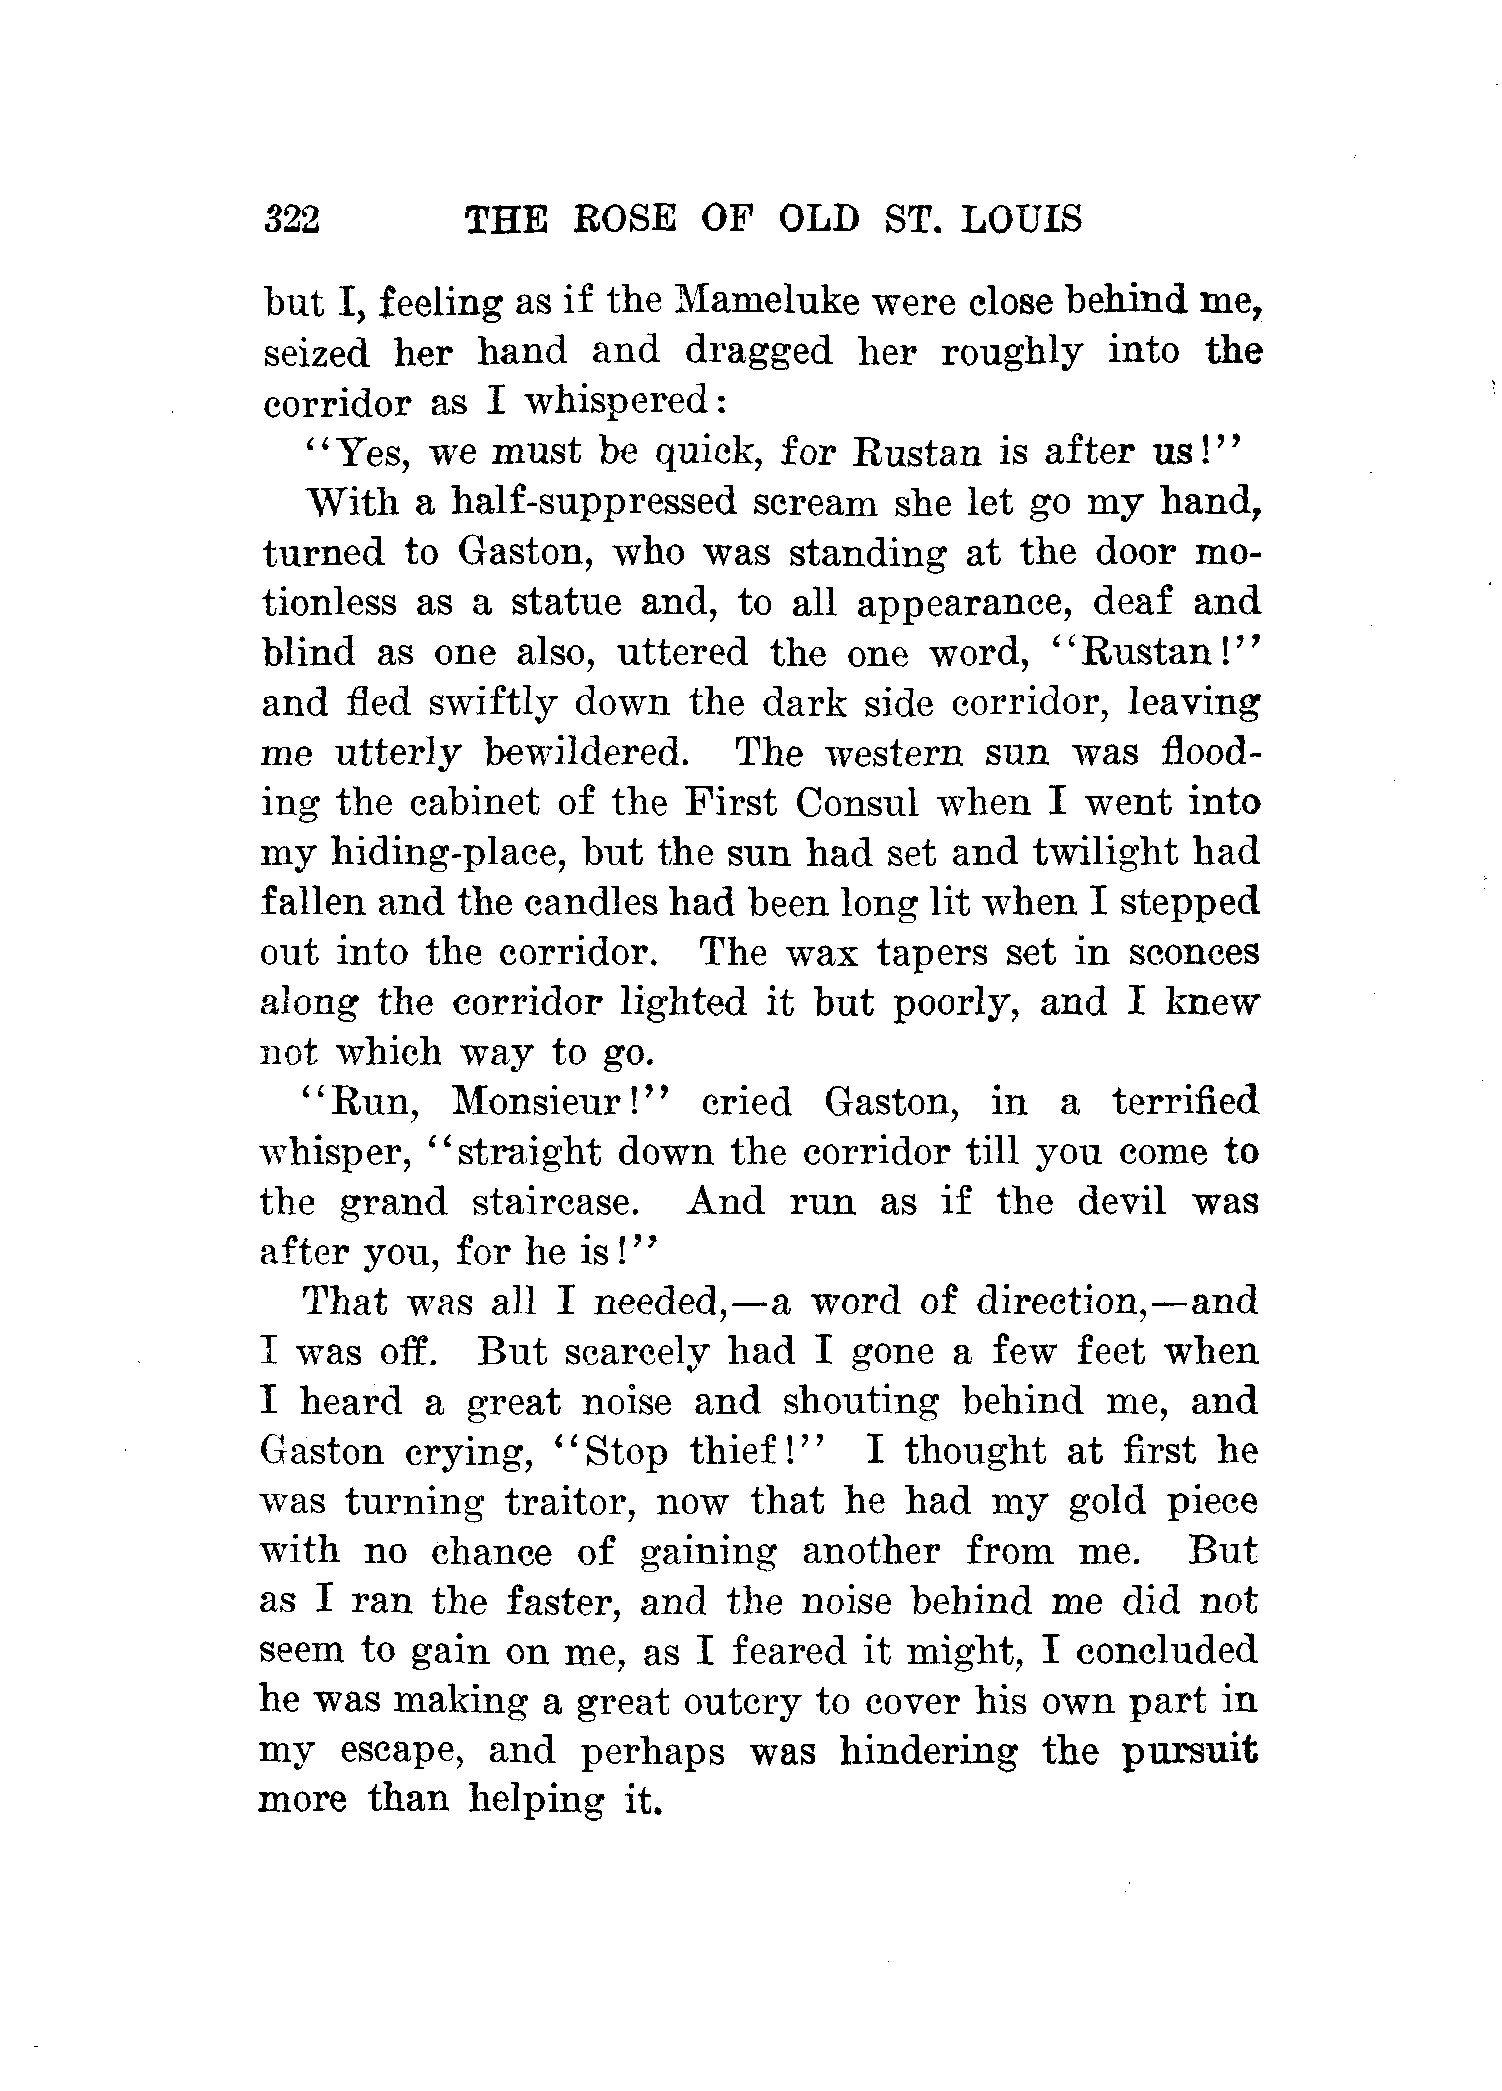 322 THE ROSE OF OLD ST. LOUIS
but I, feeling as if the Mameluke were close behind me,
seized her hand and dragged her roughly into the
corridor as I whispered:
"Yes, we must be quick, for Rustan is after us!"
With a half-suppressed scream she let go my hand,
turned to Gaston, who was standing at the door mo-
tionless as a statue and, to all appearance, deaf and
blind as one also, uttered the one word, "Rustan!"
and fled swiftly down the dark side corridor, leaving
me utterly bewildered. The western sun was flood-
ing the cabinet of the First Consul when I went into
my hiding-place, but the sun had set and twilight had
fallen and the candles had been long lit when I stepped
out into the corridor. The wax tapers set in sconces
along the corridor lighted it but poorly, and I knew
not which way to go.
"Run, Monsieur!" cried Gaston, in a terrified
whisper, "straight down the corridor till you come to
the grand staircase. And run as if the devil was
after you, for he is!"
That was all I needed,—a word of direction,—and
I was off. But scarcely had I gone a few feet when
I heard a great noise and shouting behind me, and
Gaston crying, "Stop thief!" I thought at first he
was turning traitor, now that he had my gold piece
with no chance of gaining another from me. But
as I ran the faster, and the noise behind me did not
seem to gain on me, as I feared it might, I concluded
he was making a great outcry to cover his own part in
my escape, and perhaps was hindering the pursuit
more than helping it.